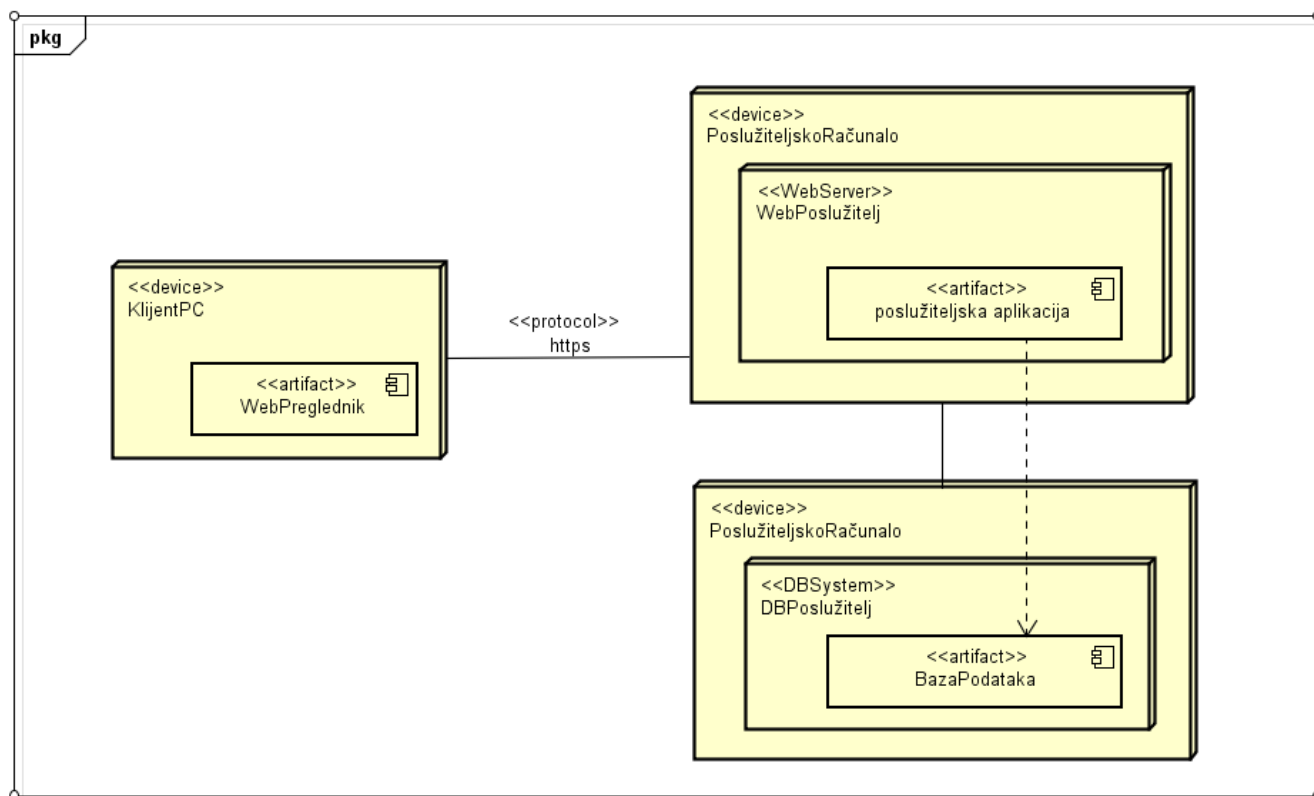 pkg
<<device>>
PoslužiteljskoRačunalo
<<WebServer>>
WebPoslužitelj
<<artifact>>
poslužiteljska aplikacija
<<device>>
KlijentPC
<<artifact>>
WebPreglednik
<<protocol>>
https
<<device>>
PoslužiteljskoRačunalo
<<DBSystem>>
DBPoslužitelj
<<artifact>>
BazaPodataka